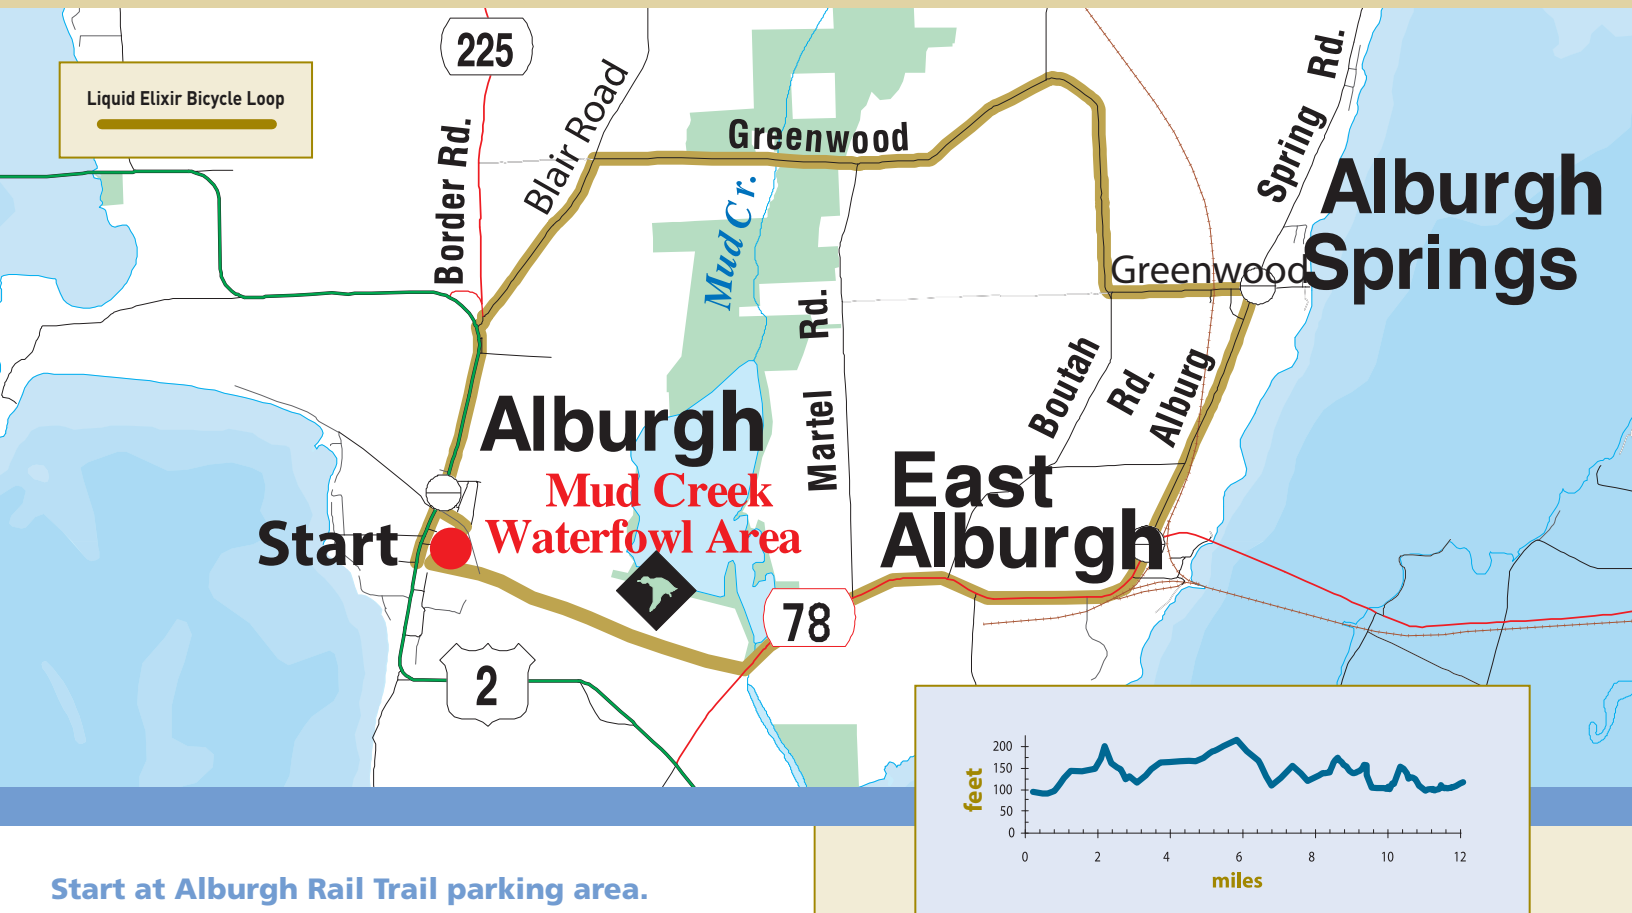 225
Liquid Elixir Bicycle Loop
Border Rd.
Blair Road
Greenwood
Mud Cr.
Spring Rd.
Alburgh
Springs
Greenwood
Martel Rd.
Boutah Rd.
Alburg
Alburgh
Mud Creek
Waterfowl Area
East
Alburgh
Start
78
2
feet
200
150
100
50
0
0 2 4 6 8 10 12
miles
Start at Alburgh Rail Trail parking area.